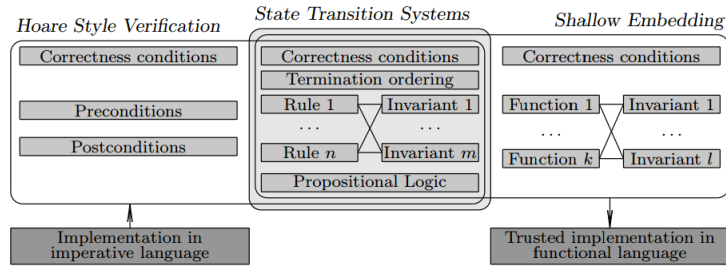 Hoare Style Verification
State Transition Systems
Shallow Embedding
Correctness conditions
Preconditions
Postconditions
Correctness conditions
Termination ordering
Rule 1
Invariant 1
...
...
Rule n
Invariant m
Propositional Logic
Correctness conditions
Function 1
Invariant 1
...
...
Function k
Invariant l
Implementation in
imperative language
Trusted implementation in
functional language